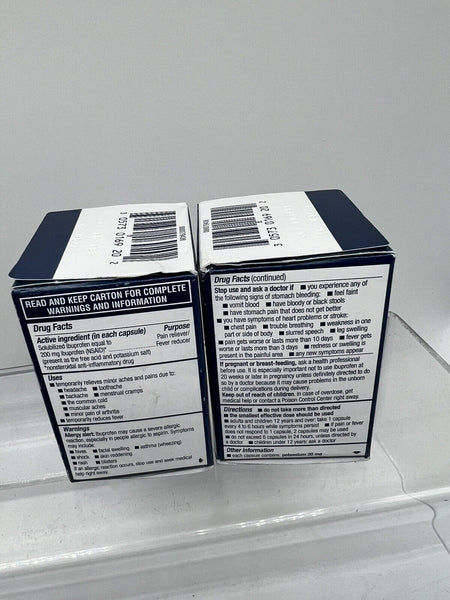 3 0573 0169 20 2
READ AND KEEP CARTON FOR COMPLETE
WARNINGS AND INFORMATION
Drug Facts
Active ingredient (in each capsule) Purpose
Solubilized ibuprofen equal to Pain reliever/
200 mg ibuprofen (NSAID)* Fever reducer
(present as the free acid and potassium salt)
*nonsteroidal anti-inflammatory drug
Uses
■ temporarily relieves minor aches and pains due to:
■ headache ■ toothache
■ backache ■ menstrual cramps
■ the common cold
■ muscular aches
■ minor pain of arthritis
■ temporarily reduces fever
Warnings
Allergy alert: Ibuprofen may cause a severe allergic
reaction, especially in people allergic to aspirin. Symptoms
may include:
■ hives ■ facial swelling ■ asthma (wheezing)
■ shock ■ skin reddening
■ rash ■ blisters
If an allergic reaction occurs, stop use and seek medical
help right away.
3 0573 0169 20 2
Drug Facts (continued)
Stop use and ask a doctor if ■ you experience any of
the following signs of stomach bleeding: ■ feel faint
■ vomit blood ■ have bloody or black stools
■ have stomach pain that does not get better
■ you have symptoms of heart problems or stroke:
■ chest pain ■ trouble breathing ■ weakness in one
part or side of body ■ slurred speech ■ leg swelling
■ pain gets worse or lasts more than 10 days ■ fever gets
worse or lasts more than 3 days ■ redness or swelling is
present in the painful area ■ any new symptoms appear
If pregnant or breast-feeding, ask a health professional
before use. It is especially important not to use ibuprofen at
20 weeks or later in pregnancy unless definitely directed to do
so by a doctor because it may cause problems in the unborn
child or complications during delivery.
Keep out of reach of children. In case of overdose, get
medical help or contact a Poison Control Center right away.
Directions ■ do not take more than directed
■ the smallest effective dose should be used
■ adults and children 12 years and over: take 1 capsule
every 4 to 6 hours while symptoms persist ■ if pain or fever
does not respond to 1 capsule, 2 capsules may be used
■ do not exceed 6 capsules in 24 hours, unless directed by
a doctor ■ children under 12 years: ask a doctor
Other information
■ each capsule contains: potassium 20 mg